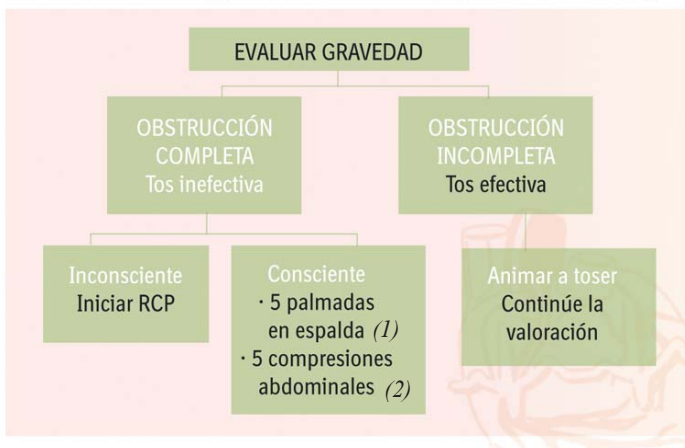 EVALUAR GRAVEDAD
OBSTRUCCIÓN
COMPLETA
Tos inefectiva
OBSTRUCCIÓN
INCOMPLETA
Tos efectiva
Inconsciente
Iniciar RCP
Consciente
· 5 palmadas
en espalda (1)
· 5 compresiones
abdominales (2)
Animar a toser
Continúe la
valoración